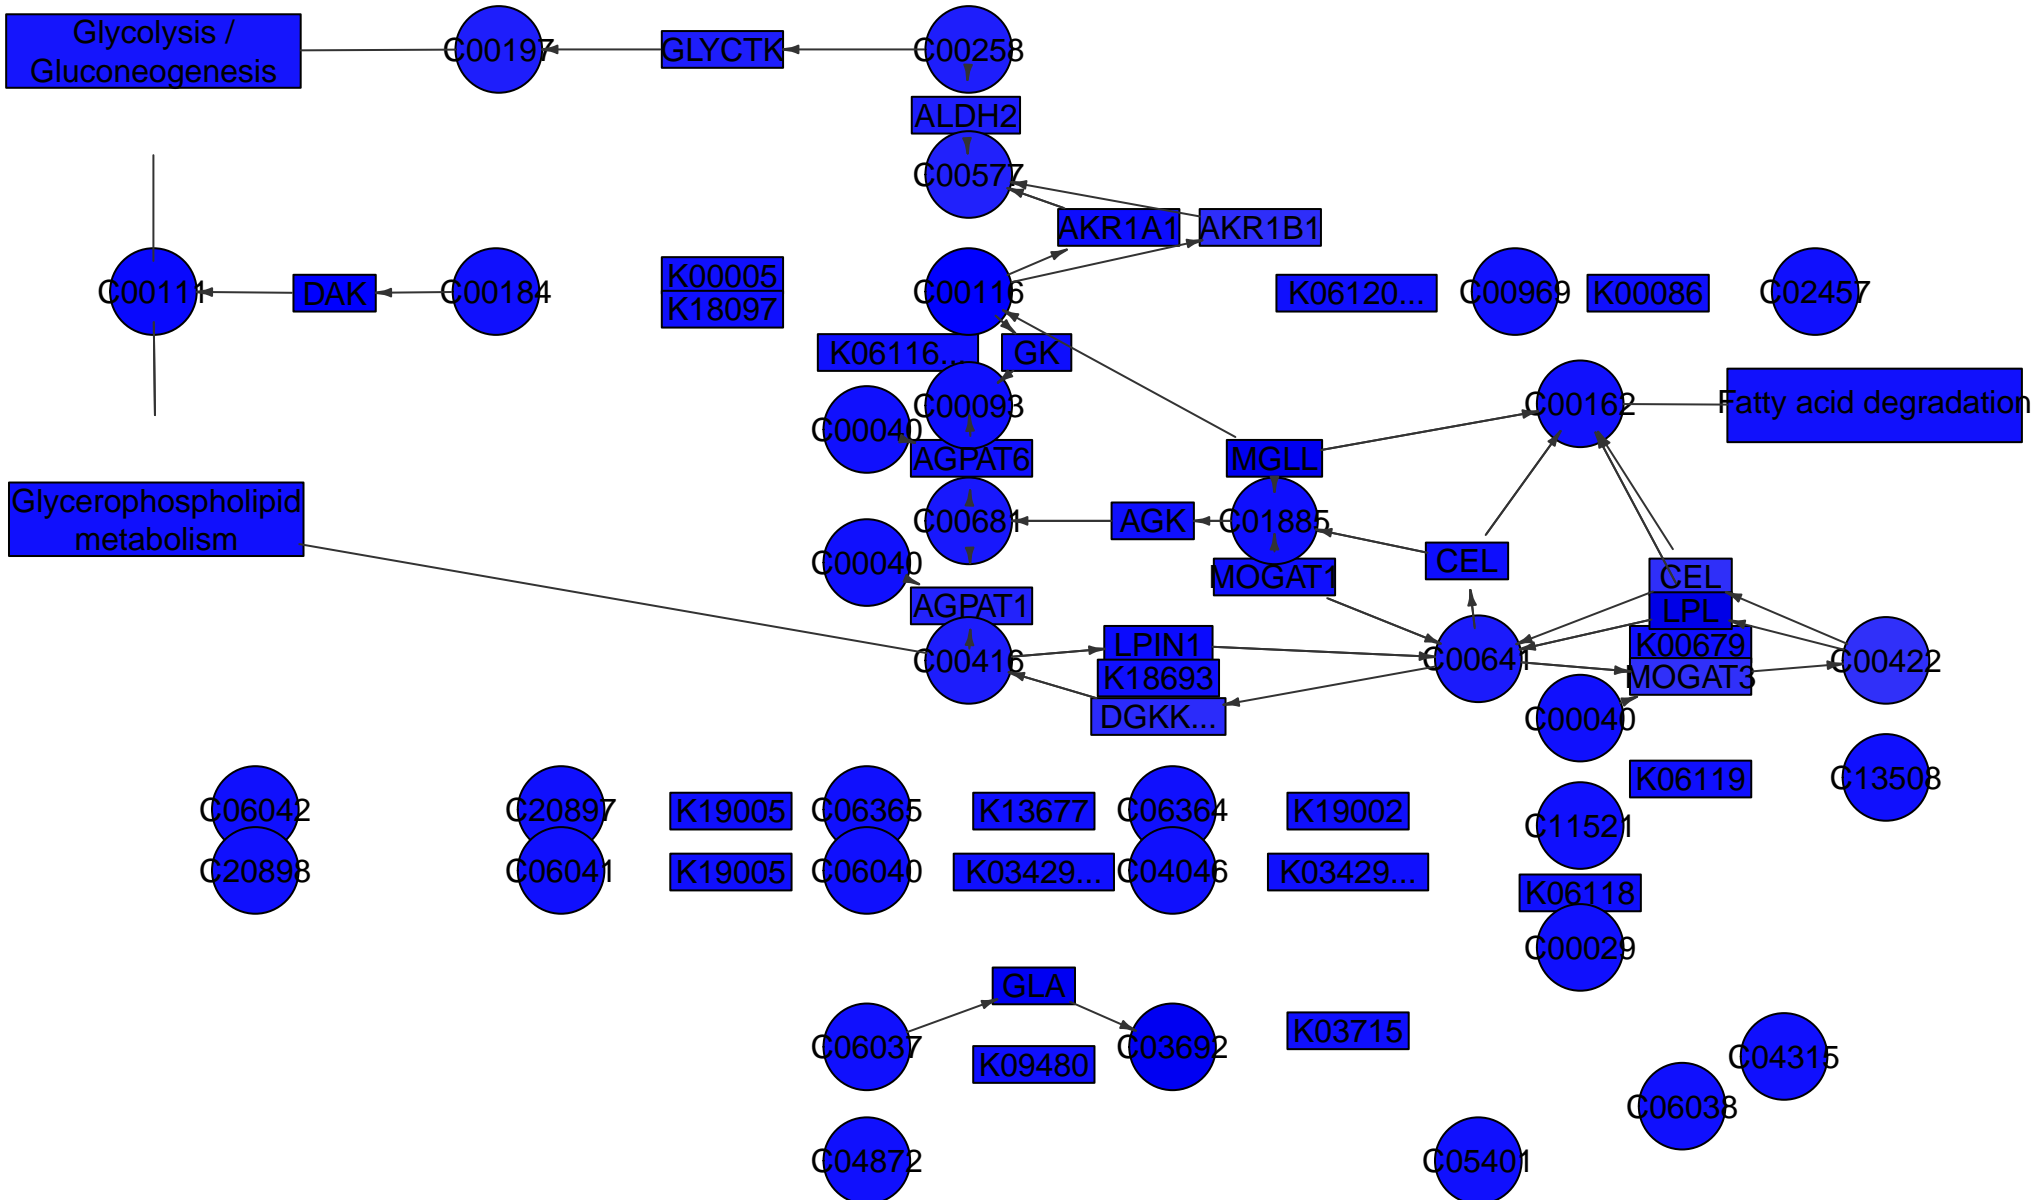 Glycolysis /
Gluconeogenesis
C00197
GLYCTK
C00258
ALDH2
C00577
AKR1A1
AKR1B1
C00111
DAK
C00184
K00005
K18097
C00116
K06120...
C00969
K00086
C02457
K06116...
GK
C00093
C00040
AGPAT6
MGLL
C00162
Fatty acid degradation
Glycerophospholipid
metabolism
C00681
AGK
C01885
C00040
MOGAT1
CEL
CEL
LPL
AGPAT1
C00416
LPIN1
K18693
DGKK...
C00641
K00679
MOGAT3
C00422
C00040
C06042
C20897
K19005
C06365
K13677
C06364
K19002
C11521
K06119
C13508
C20898
C06041
K19005
C06040
K03429...
C04046
K03429...
K06118
C00029
GLA
C06037
K09480
C03692
K03715
C04315
C06038
C04872
C05401